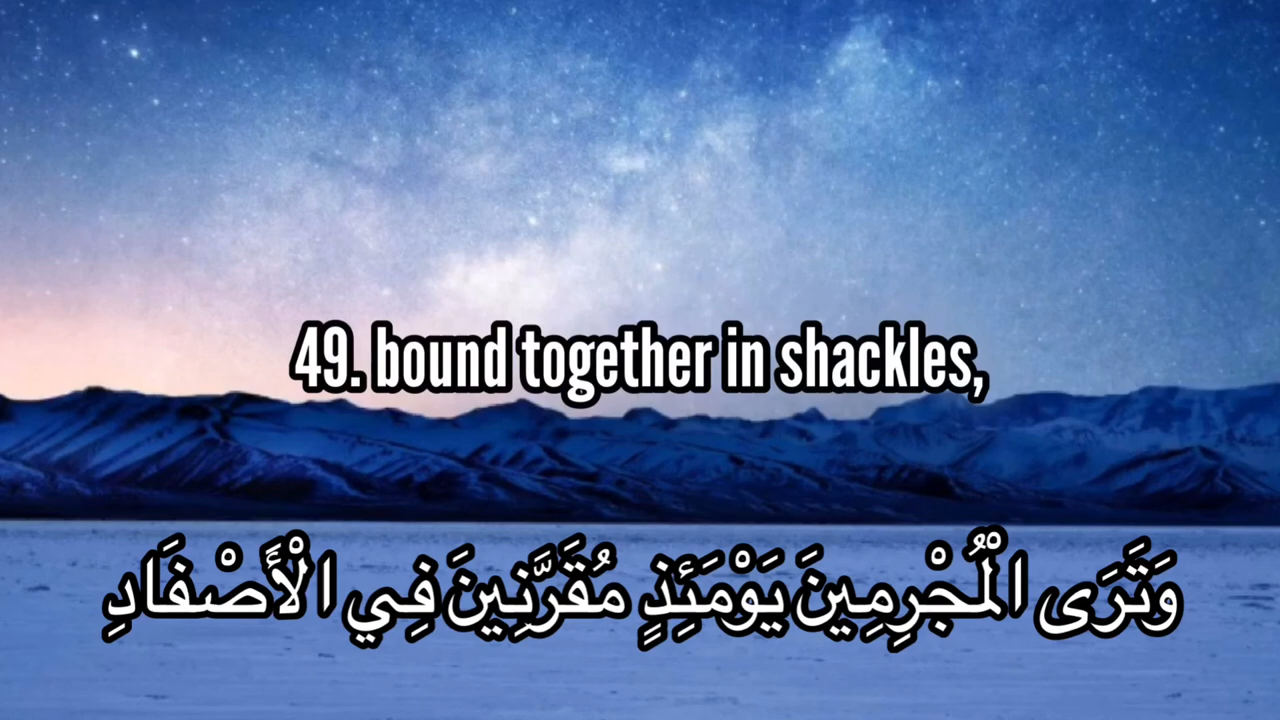 49. bound together in shackles,
وَتَرَى الْمُجْرِمِينَ يَوْمَئِذٍ مُقَرَّنِينَ فِي الْأَصْفَادِ